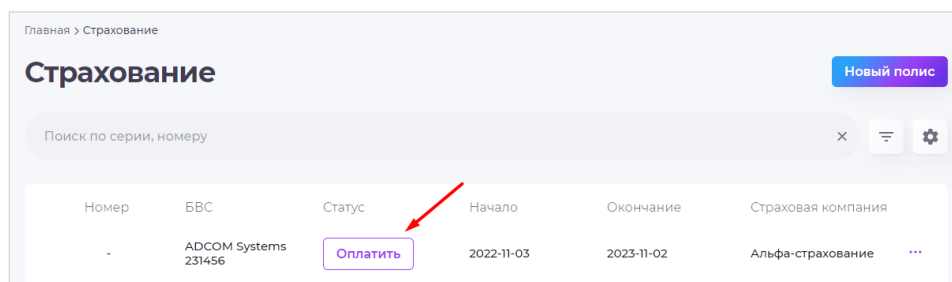 Главная > Страхование
Страхование
Новый полис
Поиск по серии, номеру
Номер БВС Статус Начало Окончание Страховая компания
- ADCOM Systems 231456 Оплатить 2022-11-03 2023-11-02 Альфа-страхование